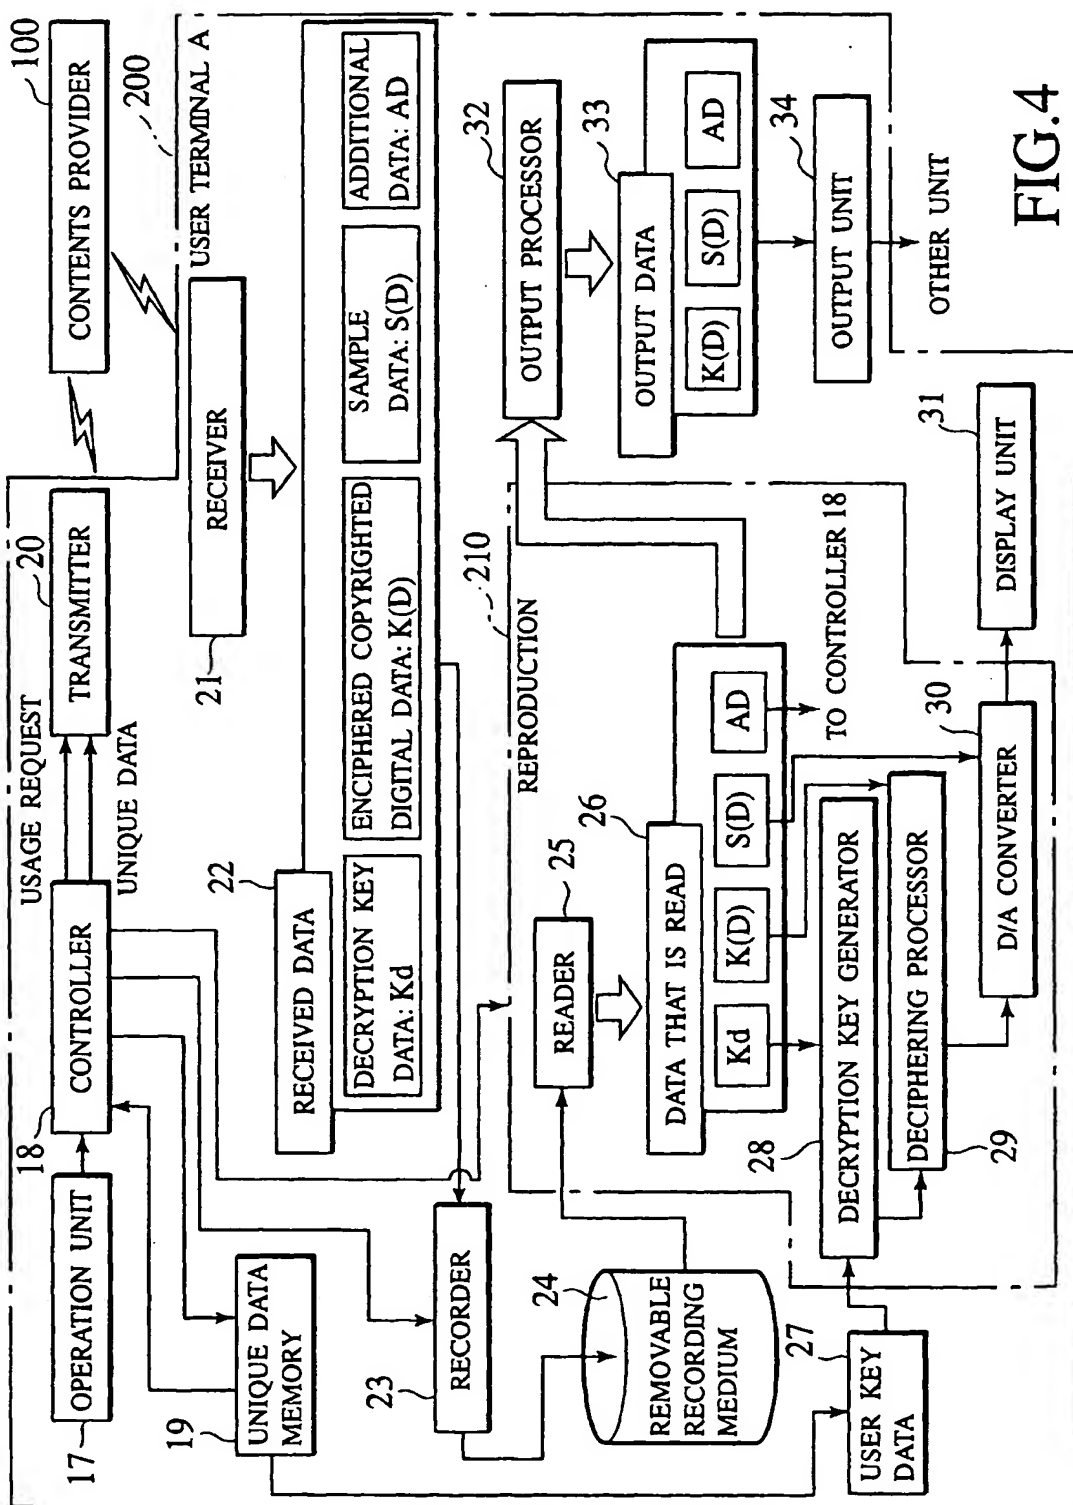 FIG.4
17
OPERATION UNIT
18
CONTROLLER
USAGE REQUEST
UNIQUE DATA
20
TRANSMITTER
CONTENTS PROVIDER
100
200
USER TERMINAL A
19
UNIQUE DATA
MEMORY
21
RECEIVER
22
RECEIVED DATA
DECRYPTION KEY
DATA: Kd
ENCIPHERED COPYRIGHTED
DIGITAL DATA: K(D)
SAMPLE
DATA: S(D)
ADDITIONAL
DATA: AD
23
RECORDER
24
REMOVABLE
RECORDING
MEDIUM
REPRODUCTION
210
25
READER
26
DATA THAT IS READ
Kd
K(D)
S(D)
AD
TO CONTROLLER 18
27
USER KEY
DATA
28
DECRYPTION KEY GENERATOR
29
DECIPHERING PROCESSOR
30
D/A CONVERTER
31
DISPLAY UNIT
32
OUTPUT PROCESSOR
33
OUTPUT DATA
K(D)
S(D)
AD
34
OUTPUT UNIT
OTHER UNIT